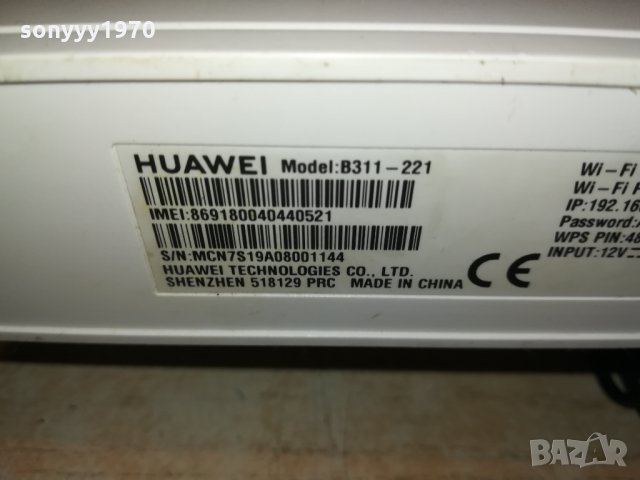 sonyyy1970
HUAWEI Model:B311-221
IMEI:869180040440521
S/N:MCN7S19A08001144
HUAWEI TECHNOLOGIES CO., LTD.
SHENZHEN 518129 PRC MADE IN CHINA
CE
Wi-Fi
Wi-Fi
IP:192.16
Password:
WPS PIN:48
INPUT:12V
BAZAR